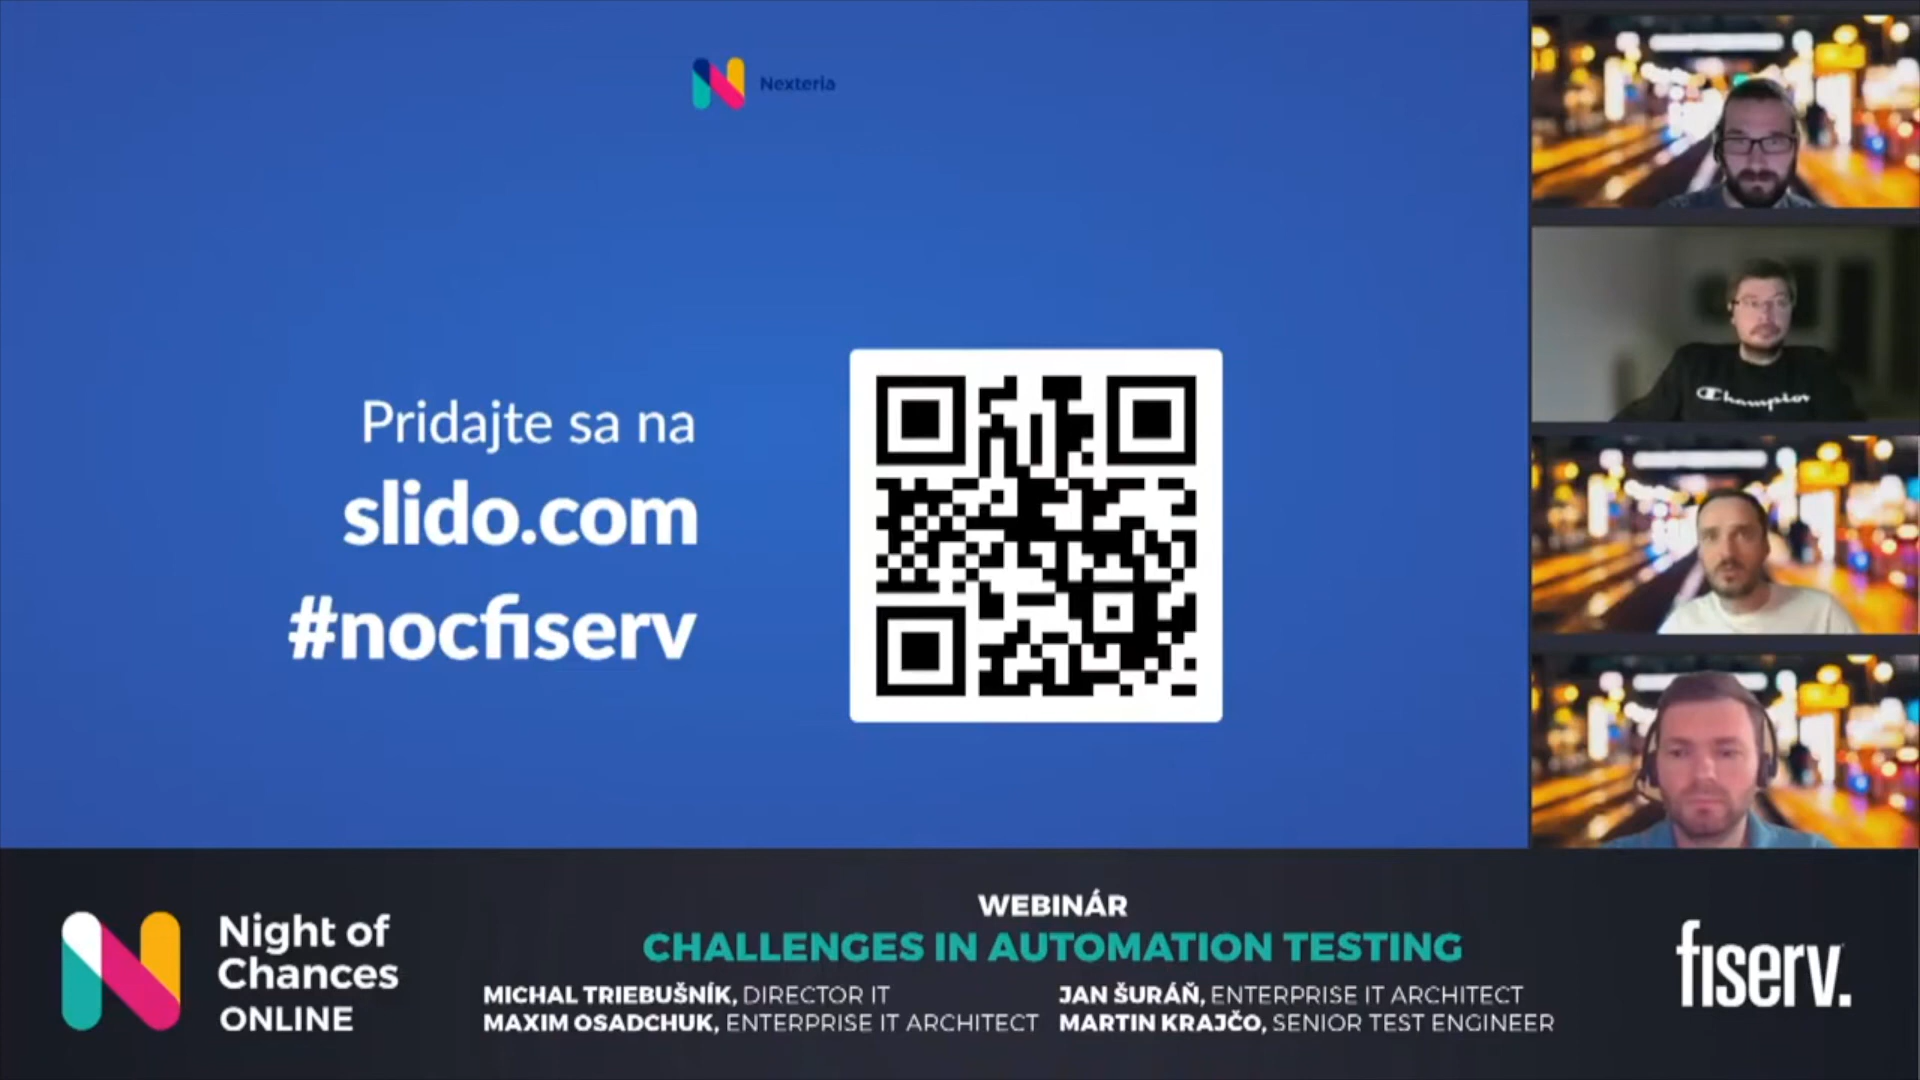 Nexteria
Pridajte sa na
slido.com
#nocfiserv
Champion
Night of
Chances
ONLINE
WEBINÁR
CHALLENGES IN AUTOMATION TESTING
MICHAL TRIEBUŠNÍK, DIRECTOR IT
MAXIM OSADCHUK, ENTERPRISE IT ARCHITECT
JAN ŠURÁŇ, ENTERPRISE IT ARCHITECT
MARTIN KRAJČO, SENIOR TEST ENGINEER
fiserv.